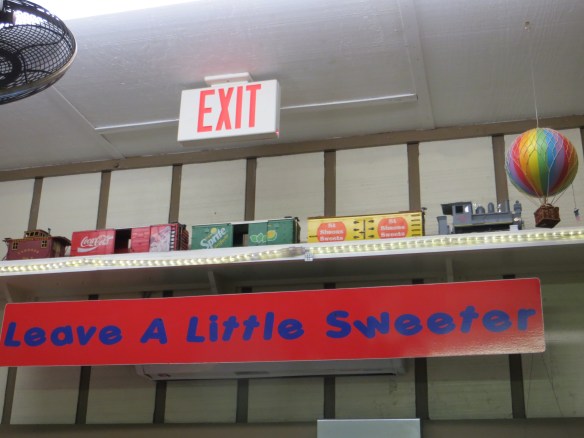 EXIT
Coca-Cola
Sprite
Leave A Little Sweeter